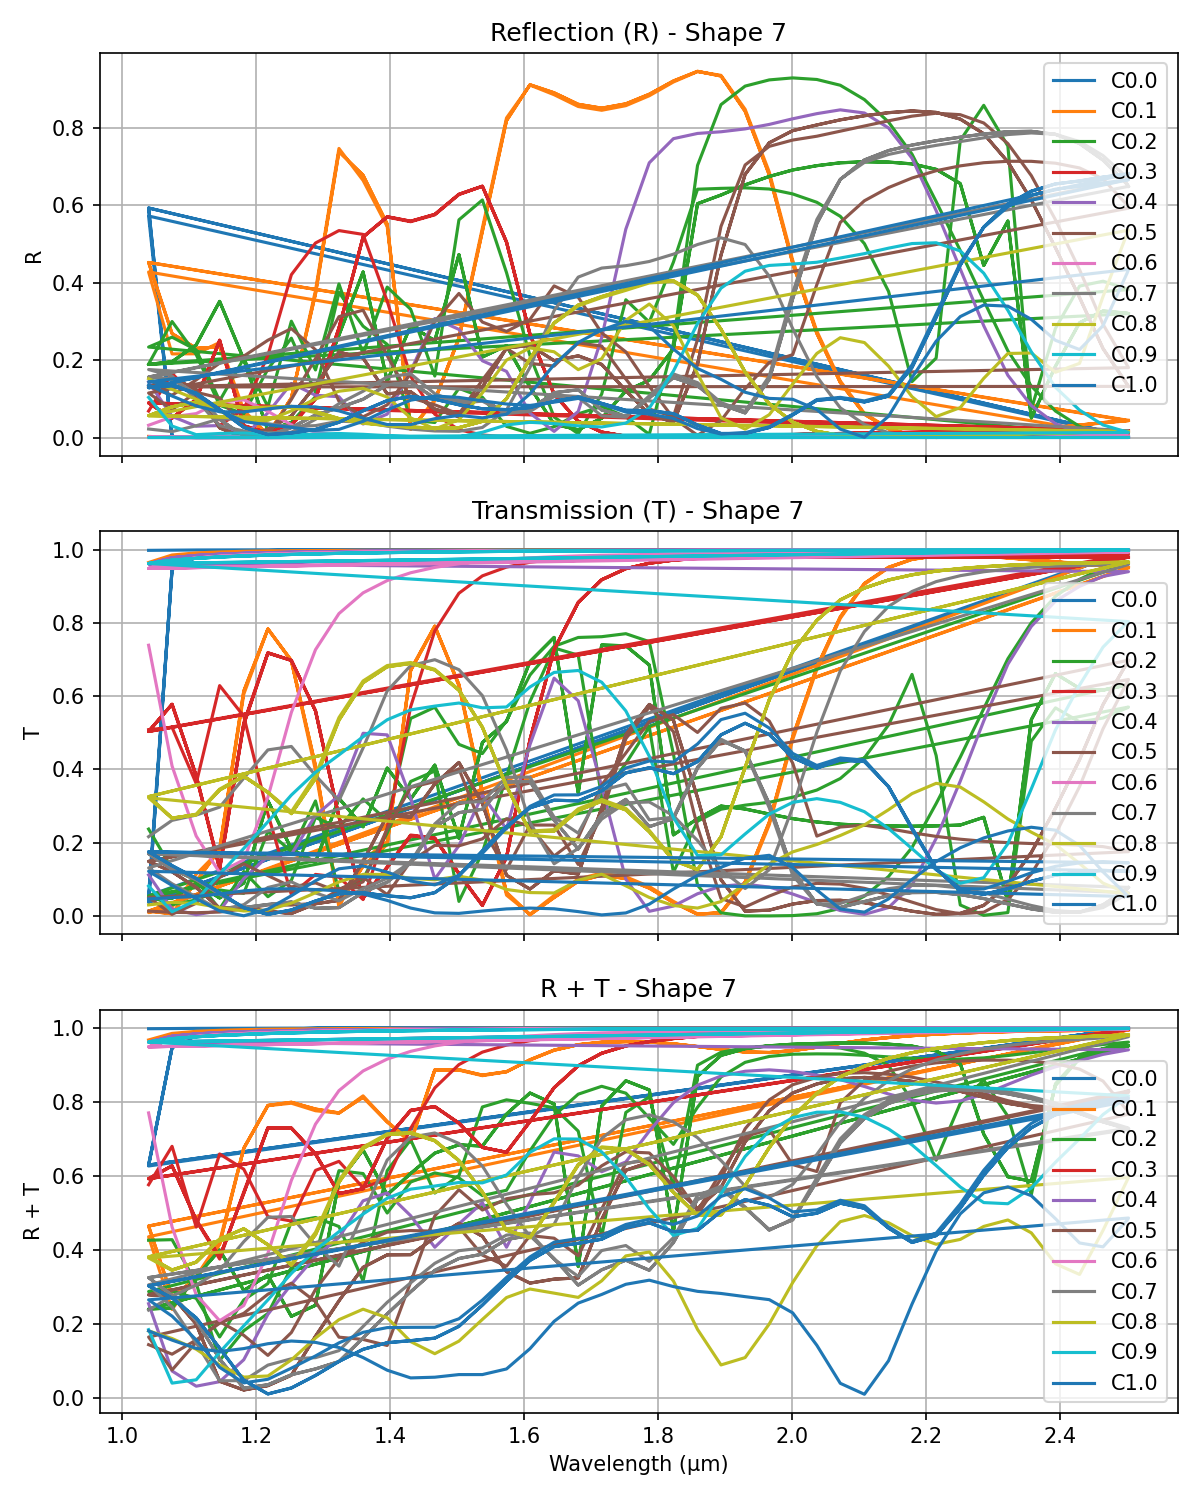 Reflection (R) - Shape 7
R
0.8
0.6
0.4
0.2
0.0
C0.0
C0.1
C0.2
C0.3
C0.4
C0.5
C0.6
C0.7
C0.8
C0.9
C1.0
Transmission (T) - Shape 7
T
1.0
0.8
0.6
0.4
0.2
0.0
C0.0
C0.1
C0.2
C0.3
C0.4
C0.5
C0.6
C0.7
C0.8
C0.9
C1.0
R + T - Shape 7
R + T
1.0
0.8
0.6
0.4
0.2
0.0
C0.0
C0.1
C0.2
C0.3
C0.4
C0.5
C0.6
C0.7
C0.8
C0.9
C1.0
1.0 1.2 1.4 1.6 1.8 2.0 2.2 2.4
Wavelength (μm)